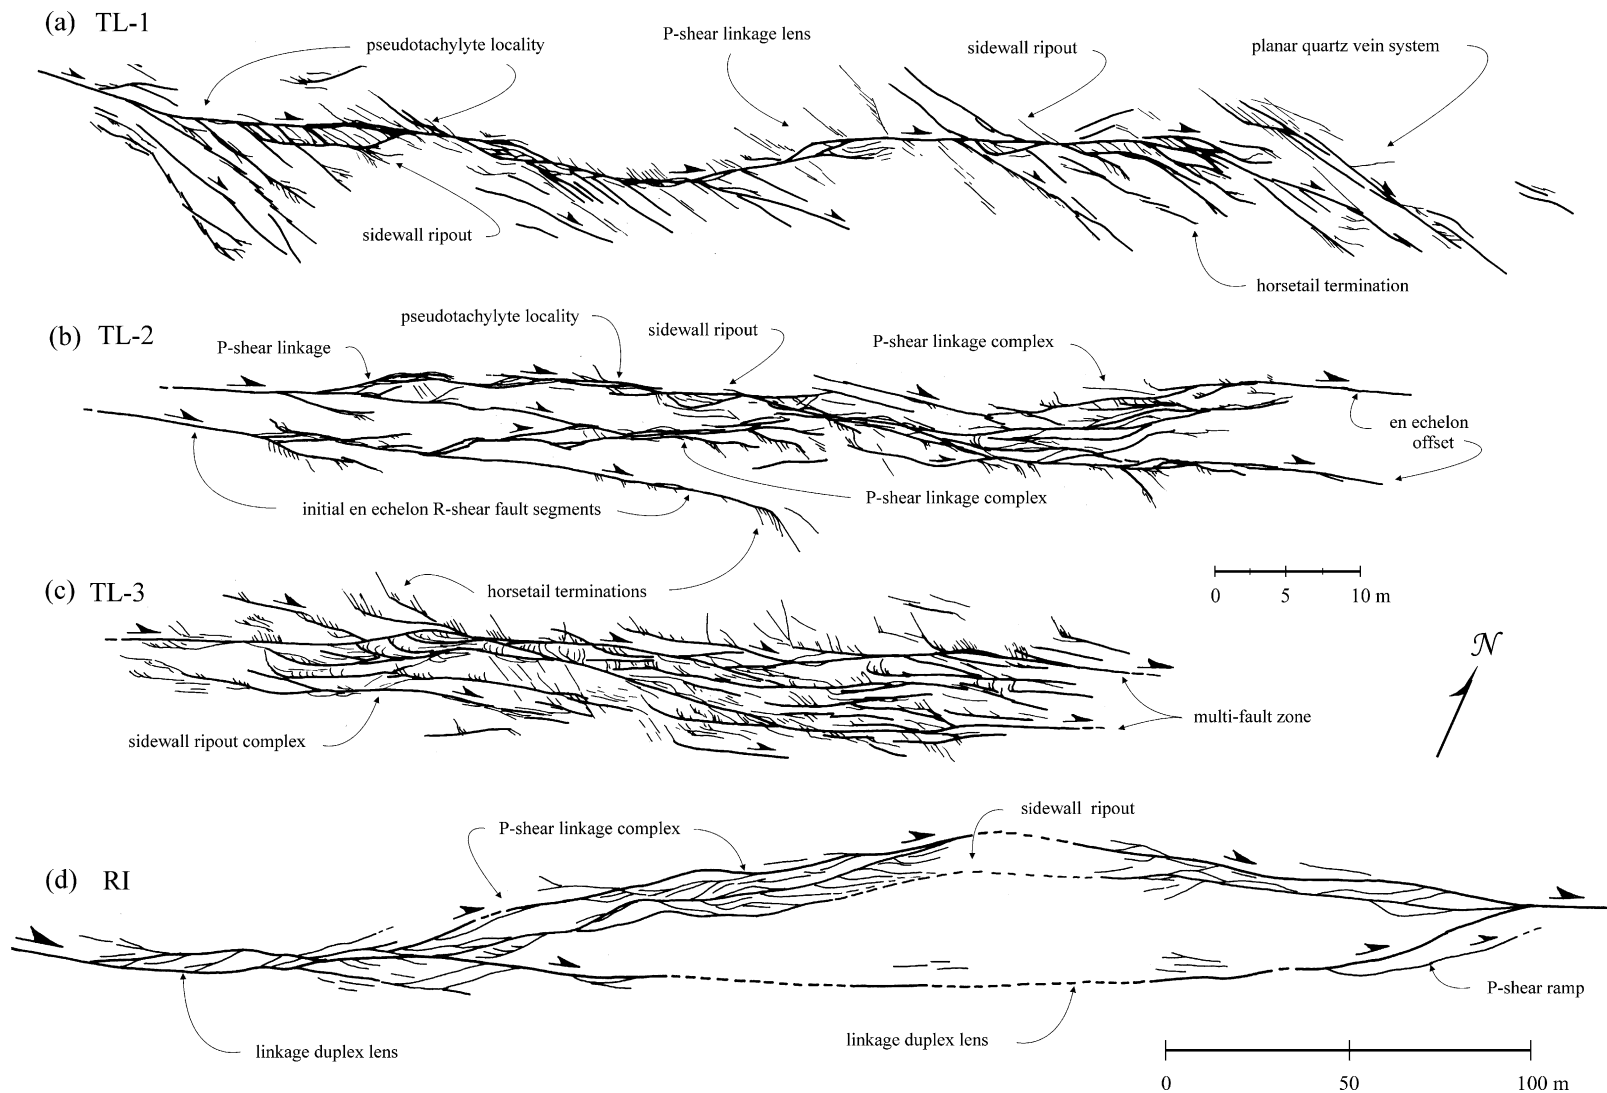 (a) TL-1
pseudotachylyte locality
P-shear linkage lens
sidewall ripout
planar quartz vein system
sidewall ripout
horsetail termination
(b) TL-2
P-shear linkage
pseudotachylyte locality
sidewall ripout
P-shear linkage complex
en echelon
offset
P-shear linkage complex
initial en echelon R-shear fault segments
0 5 10 m
(c) TL-3
horsetail terminations
N
multi-fault zone
sidewall ripout complex
(d) RI
P-shear linkage complex
sidewall ripout
P-shear ramp
linkage duplex lens
linkage duplex lens
0 50 100 m